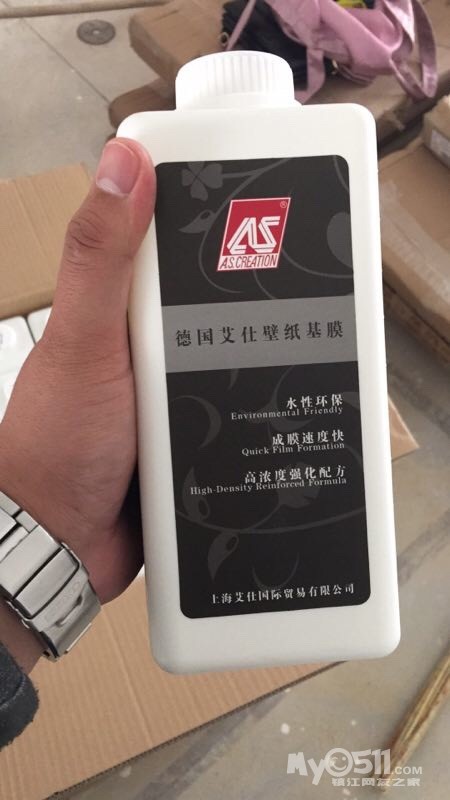 AS
®
A.S. CREATION
德国艾仕壁纸基膜
水性环保
Environmental Friendly
成膜速度快
Quick Film Formation
高浓度强化配方
High-Density Reinforced Formula
上海艾仕国际贸易有限公司
My0511.com
镇江网友之家